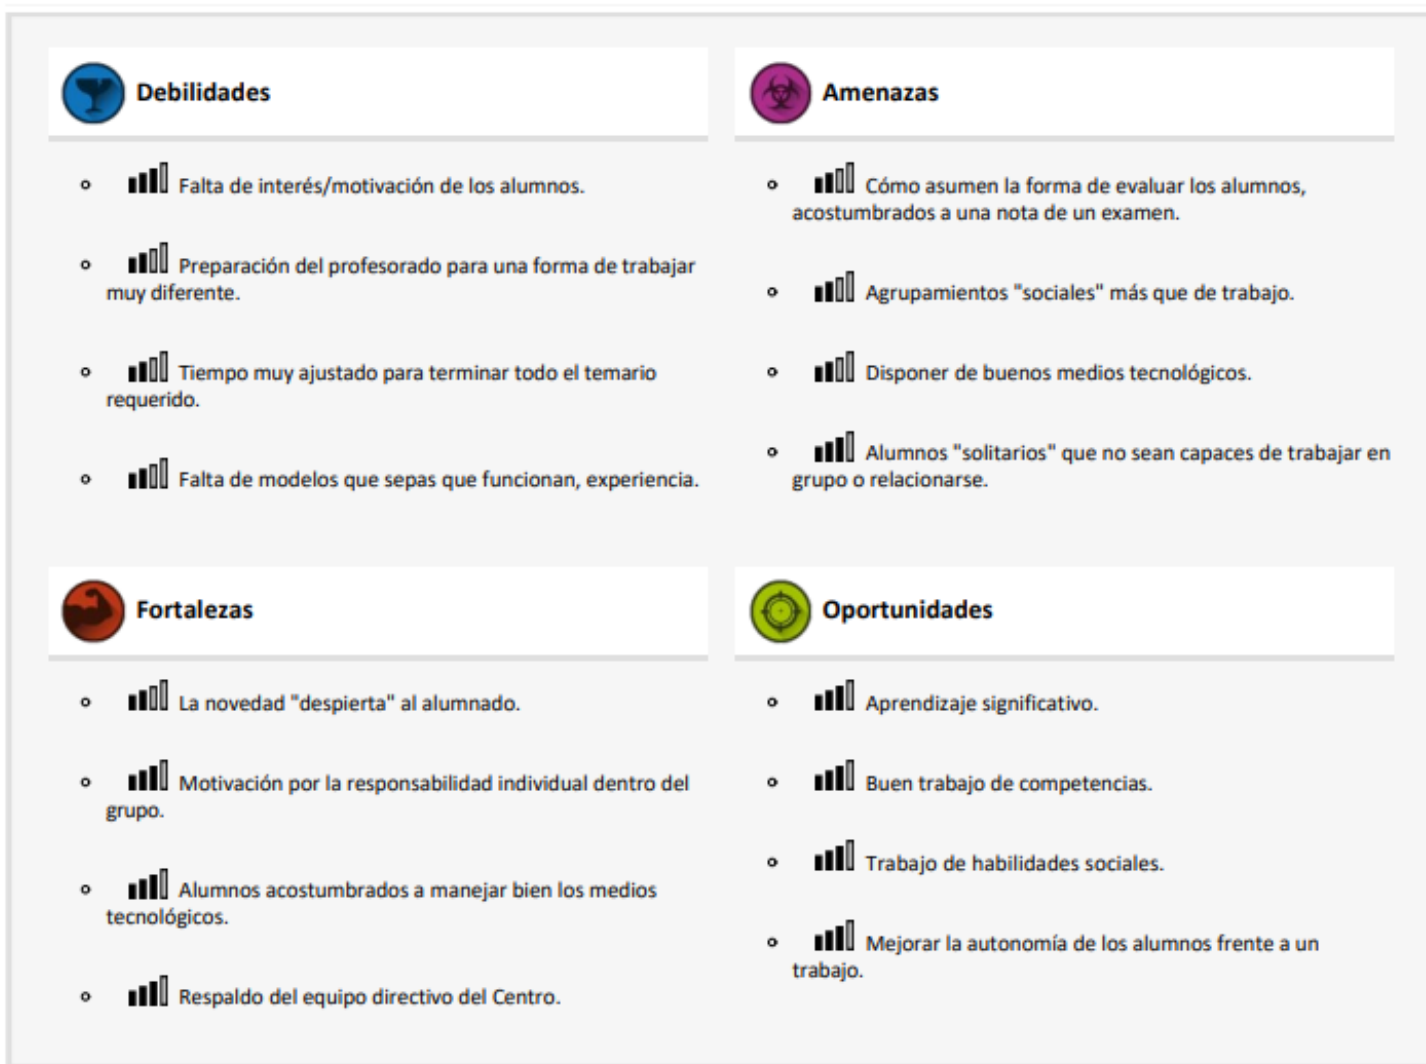 Debilidades
Falta de interés/motivación de los alumnos.
Preparación del profesorado para una forma de trabajar
muy diferente.
Tiempo muy ajustado para terminar todo el temario
requerido.
Falta de modelos que sepas que funcionan, experiencia.
Amenazas
Cómo asumen la forma de evaluar los alumnos,
acostumbrados a una nota de un examen.
Agrupamientos "sociales" más que de trabajo.
Disponer de buenos medios tecnológicos.
Alumnos "solitarios" que no sean capaces de trabajar en
grupo o relacionarse.
Fortalezas
La novedad "despierta" al alumnado.
Motivación por la responsabilidad individual dentro del
grupo.
Alumnos acostumbrados a manejar bien los medios
tecnológicos.
Respaldo del equipo directivo del Centro.
Oportunidades
Aprendizaje significativo.
Buen trabajo de competencias.
Trabajo de habilidades sociales.
Mejorar la autonomía de los alumnos frente a un
trabajo.